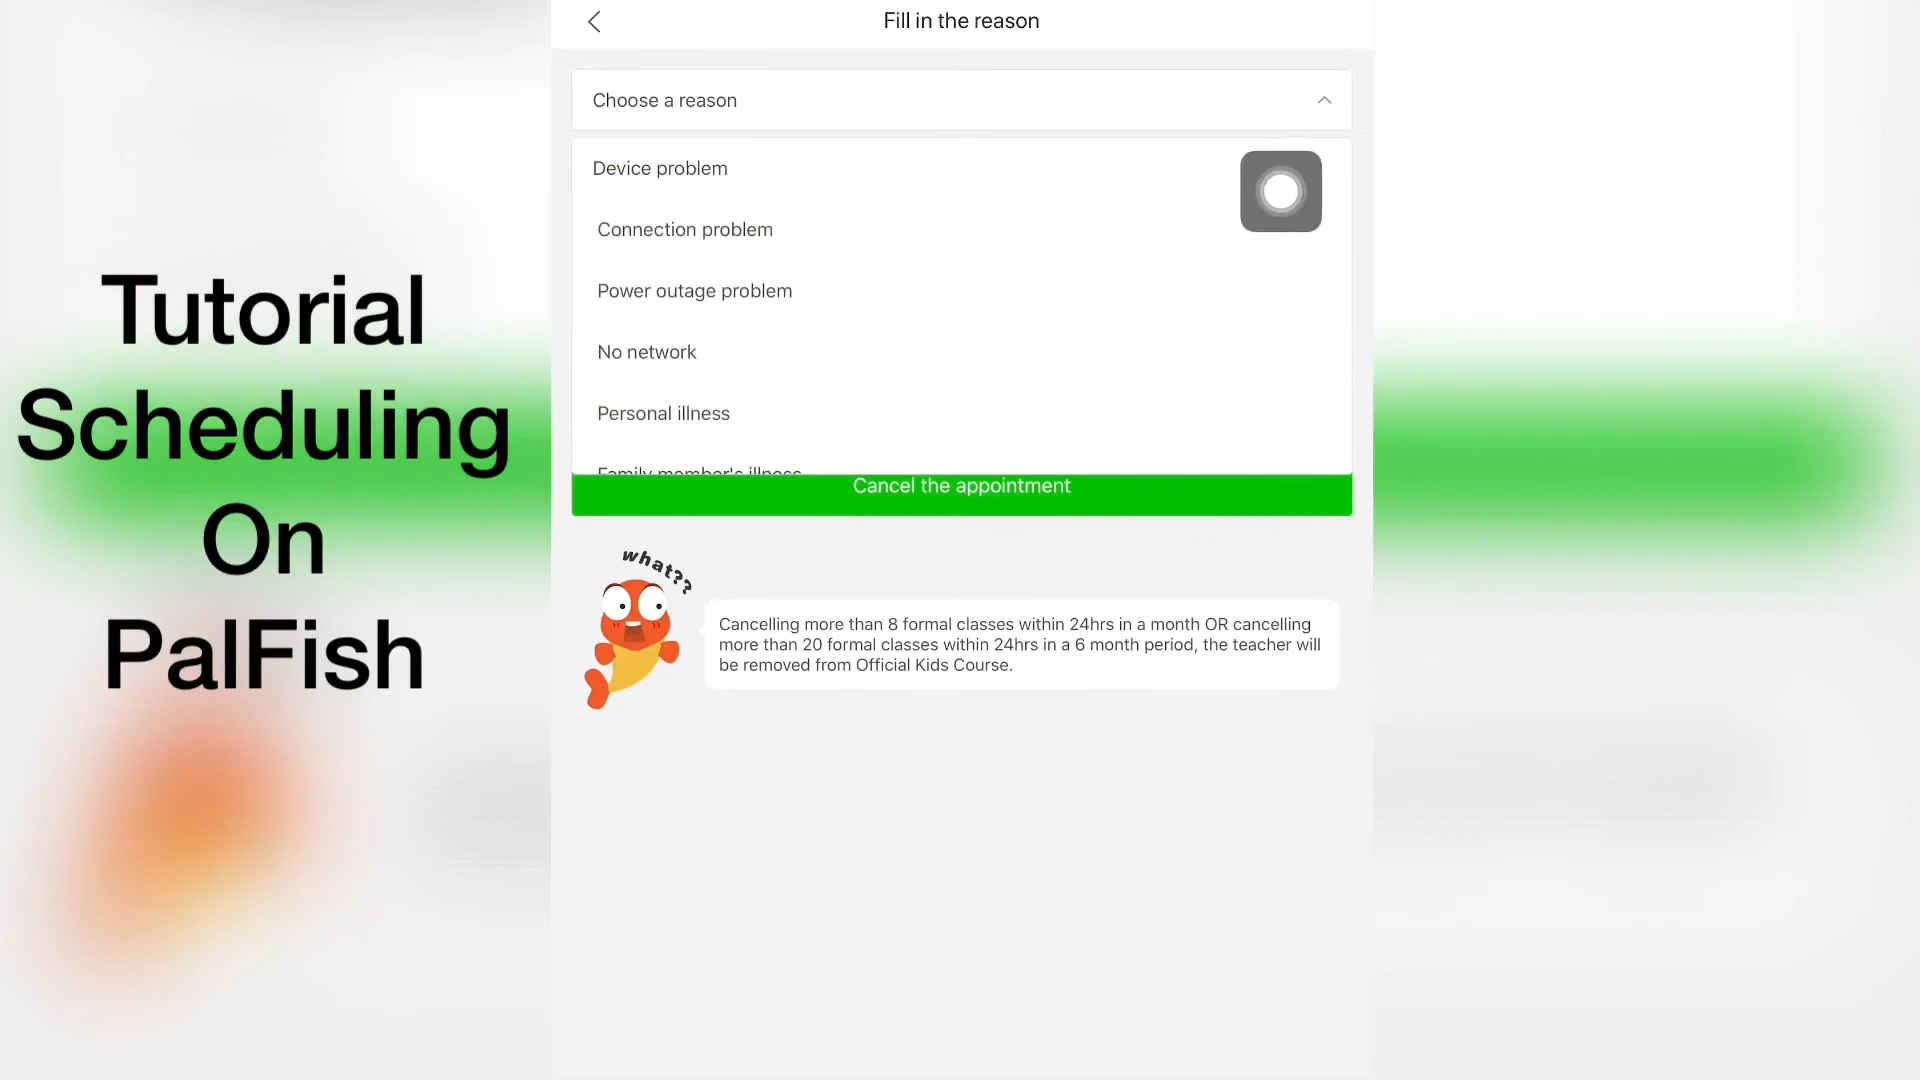 Tutorial
Scheduling
On
PalFish
Fill in the reason
Choose a reason
Device problem
Connection problem
Power outage problem
No network
Personal illness
Family member's illness
Cancel the appointment
what??
Cancelling more than 8 formal classes within 24hrs in a month OR cancelling
more than 20 formal classes within 24hrs in a 6 month period, the teacher will
be removed from Official Kids Course.